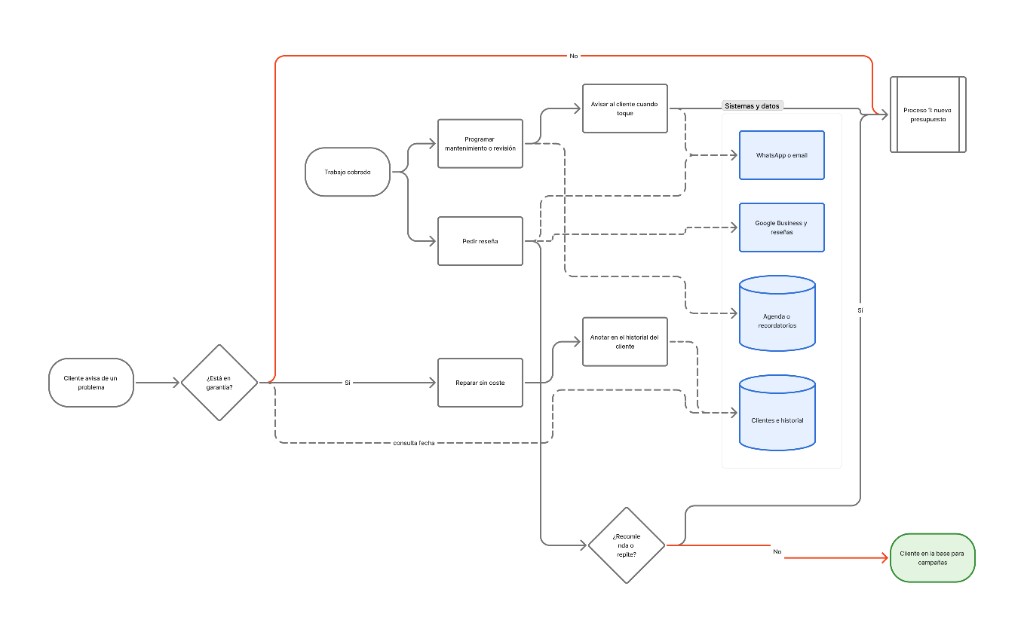 No
Avisar al cliente cuando
toque
Sistemas y datos
Proceso 1: nuevo
presupuesto
Programar
mantenimiento o revisión
WhatsApp o email
Trabajo cobrado
Google Business y
reseñas
Pedir reseña
Agenda o
recordatorios
Sí
Anotar en el historial del
cliente
Cliente avisa de un
problema
¿Está en
garantía?
Sí
Reparar sin coste
Clientes e historial
consulta fecha
¿Recomie
nda o
repite?
No
Cliente en la base para
campañas